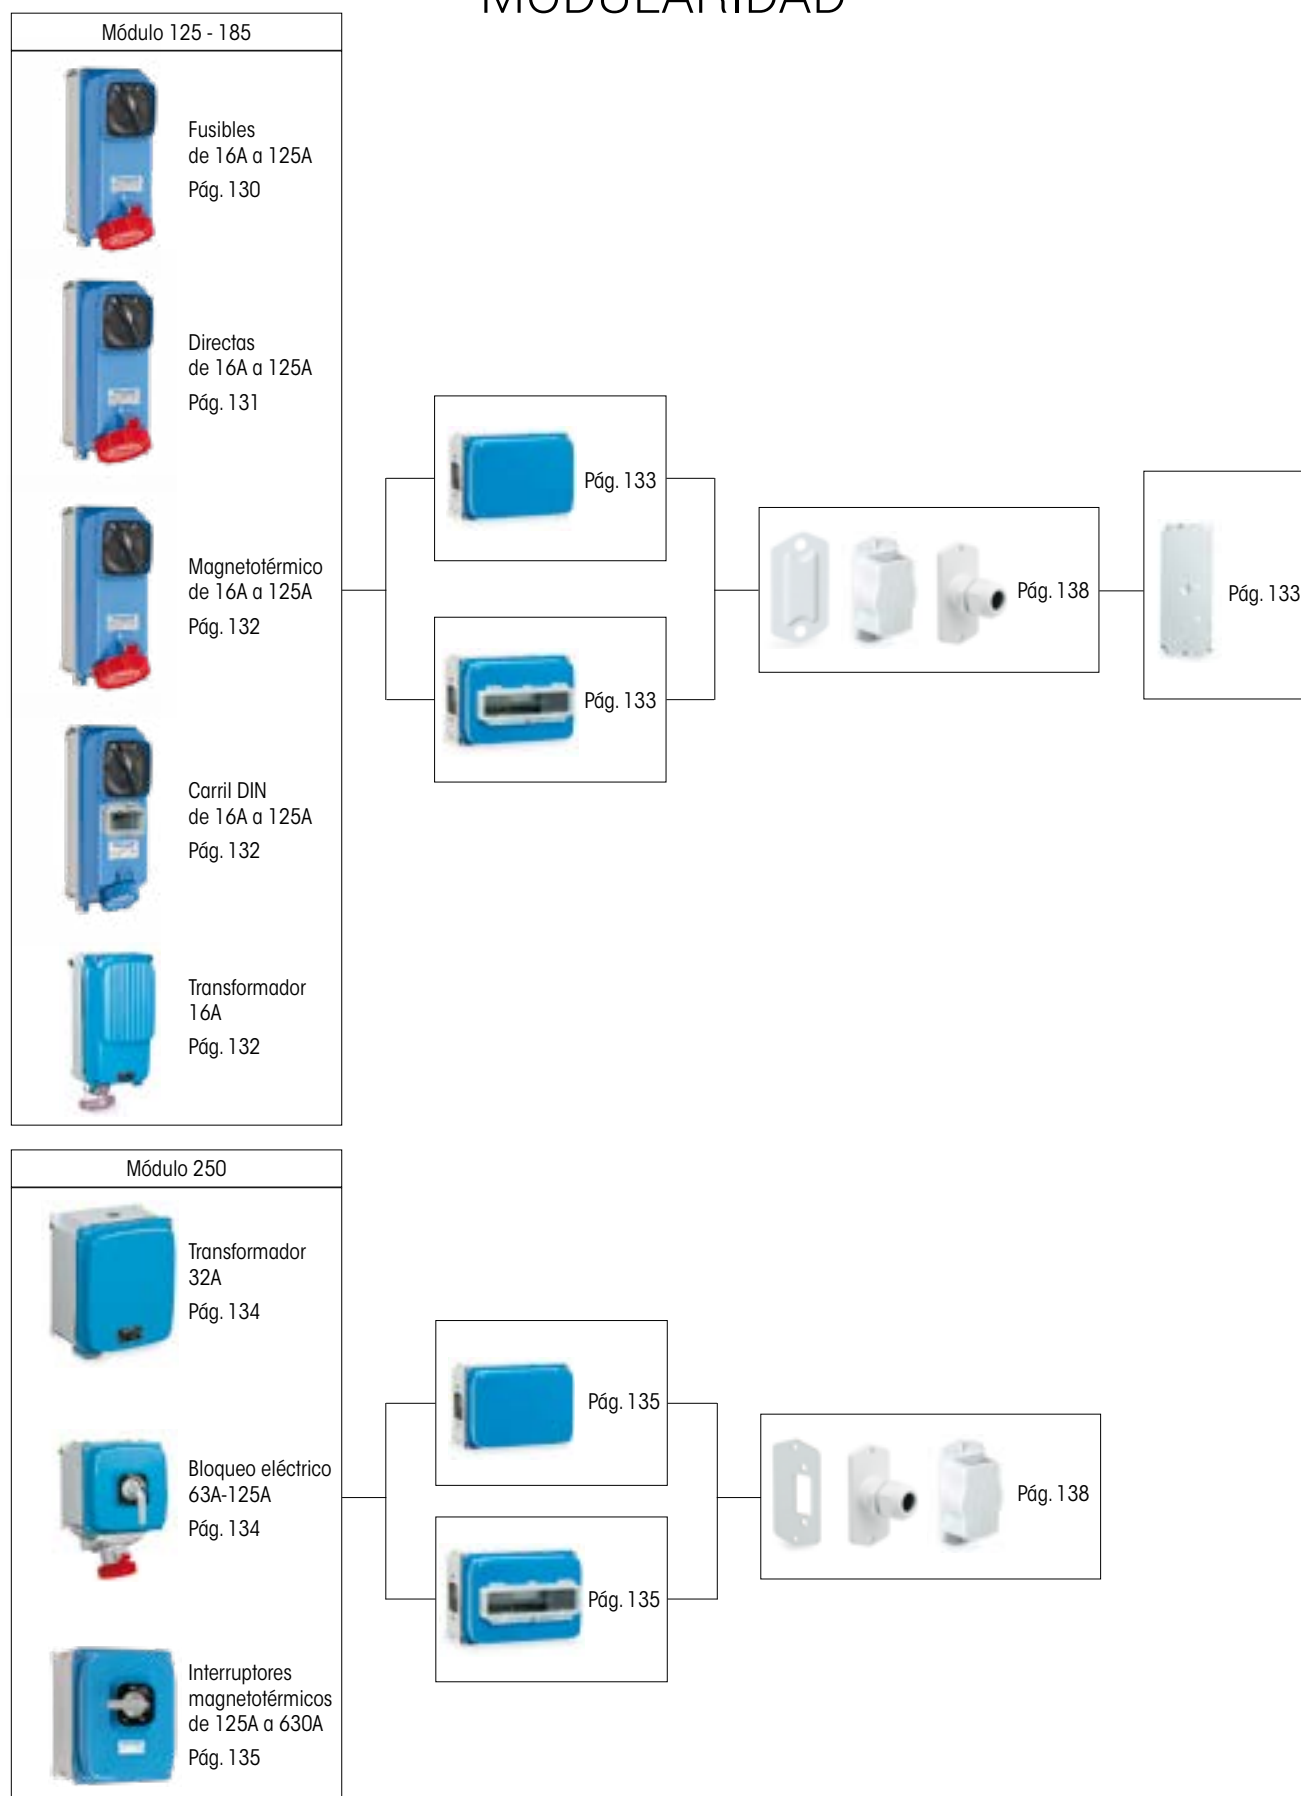 MODULARIDAD
Módulo 125 - 185
Fusibles
de 16A a 125A
Pág. 130
Directas
de 16A a 125A
Pág. 131
Magnetotérmico
de 16A a 125A
Pág. 132
Carril DIN
de 16A a 125A
Pág. 132
Transformador
16A
Pág. 132
Pág. 133
Pág. 133
Pág. 138
Pág. 133
Módulo 250
Transformador
32A
Pág. 134
Bloqueo eléctrico
63A-125A
Pág. 134
Interruptores
magnetotérmicos
de 125A a 630A
Pág. 135
Pág. 135
Pág. 135
Pág. 138